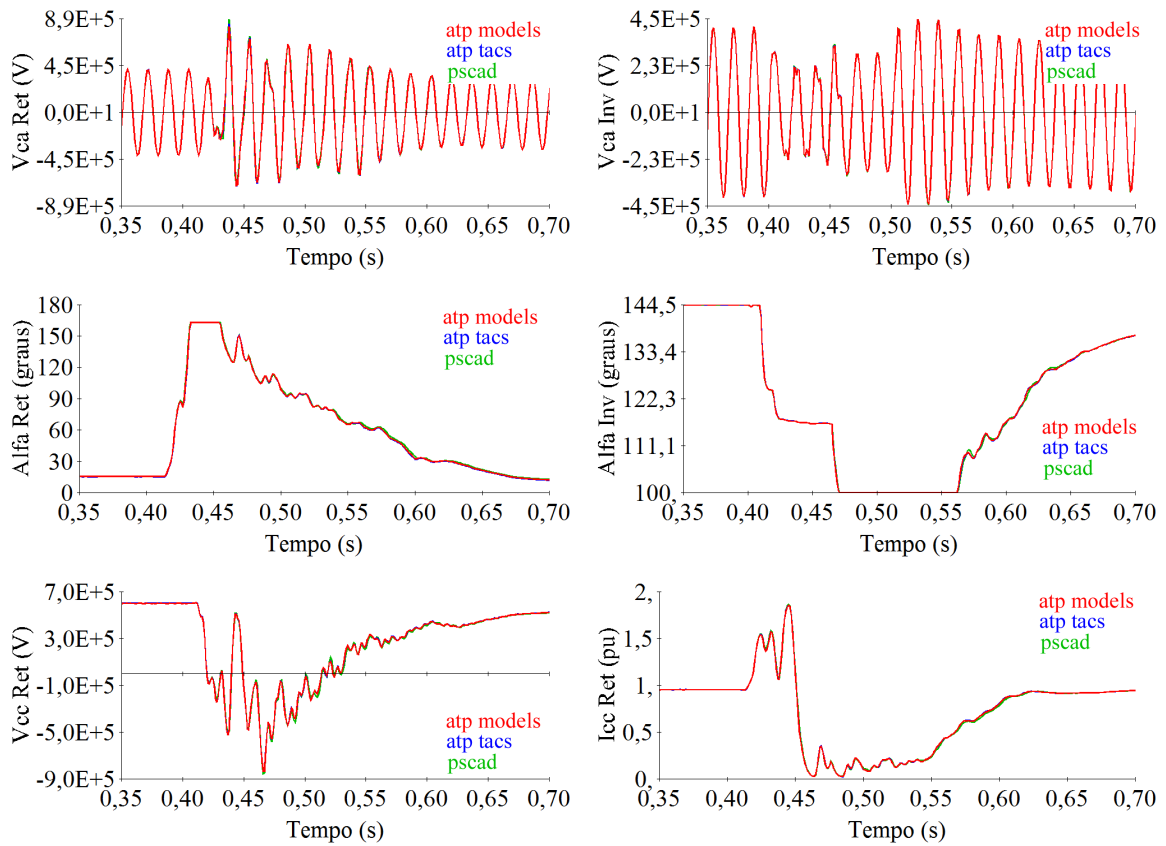 8,9E+5
4,5E+5
0,0E+1
-4,5E+5
-8,9E+5
Vca Ret (V)
atp models
atp tacs
pscad
0,35 0,40 0,45 0,50 0,55 0,60 0,65 0,70
Tempo (s)
4,5E+5
2,3E+5
0,0E+1
-2,3E+5
-4,5E+5
Vca Inv (V)
atp models
atp tacs
pscad
0,35 0,40 0,45 0,50 0,55 0,60 0,65 0,70
Tempo (s)
180
150
120
90
60
30
0
Alfa Ret (graus)
atp models
atp tacs
pscad
0,35 0,40 0,45 0,50 0,55 0,60 0,65 0,70
Tempo (s)
144,5
133,4
122,3
111,1
100,
Alfa Inv (graus)
atp models
atp tacs
pscad
0,35 0,40 0,45 0,50 0,55 0,60 0,65 0,70
Tempo (s)
7,0E+5
3,0E+5
-1,0E+5
-5,0E+5
-9,0E+5
Vcc Ret (V)
atp models
atp tacs
pscad
0,35 0,40 0,45 0,50 0,55 0,60 0,65 0,70
Tempo (s)
2,
1,5
1,
0,5
0,
Icc Ret (pu)
atp models
atp tacs
pscad
0,35 0,40 0,45 0,50 0,55 0,60 0,65 0,70
Tempo (s)